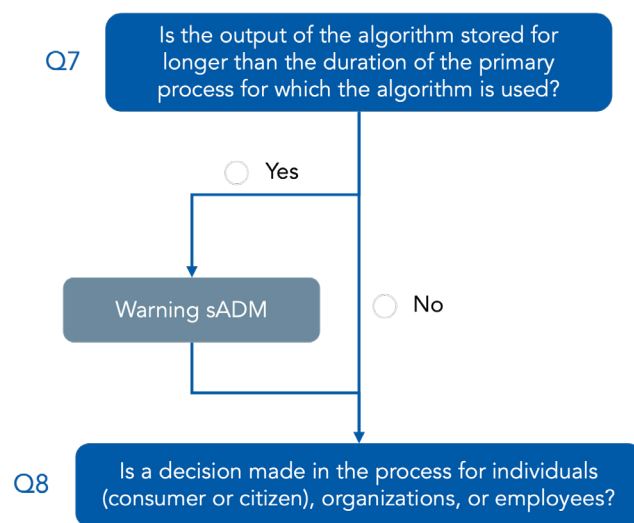 Q7
Is the output of the algorithm stored for
longer than the duration of the primary
process for which the algorithm is used?
Yes
Warning sADM
No
Q8
Is a decision made in the process for individuals
(consumer or citizen), organizations, or employees?